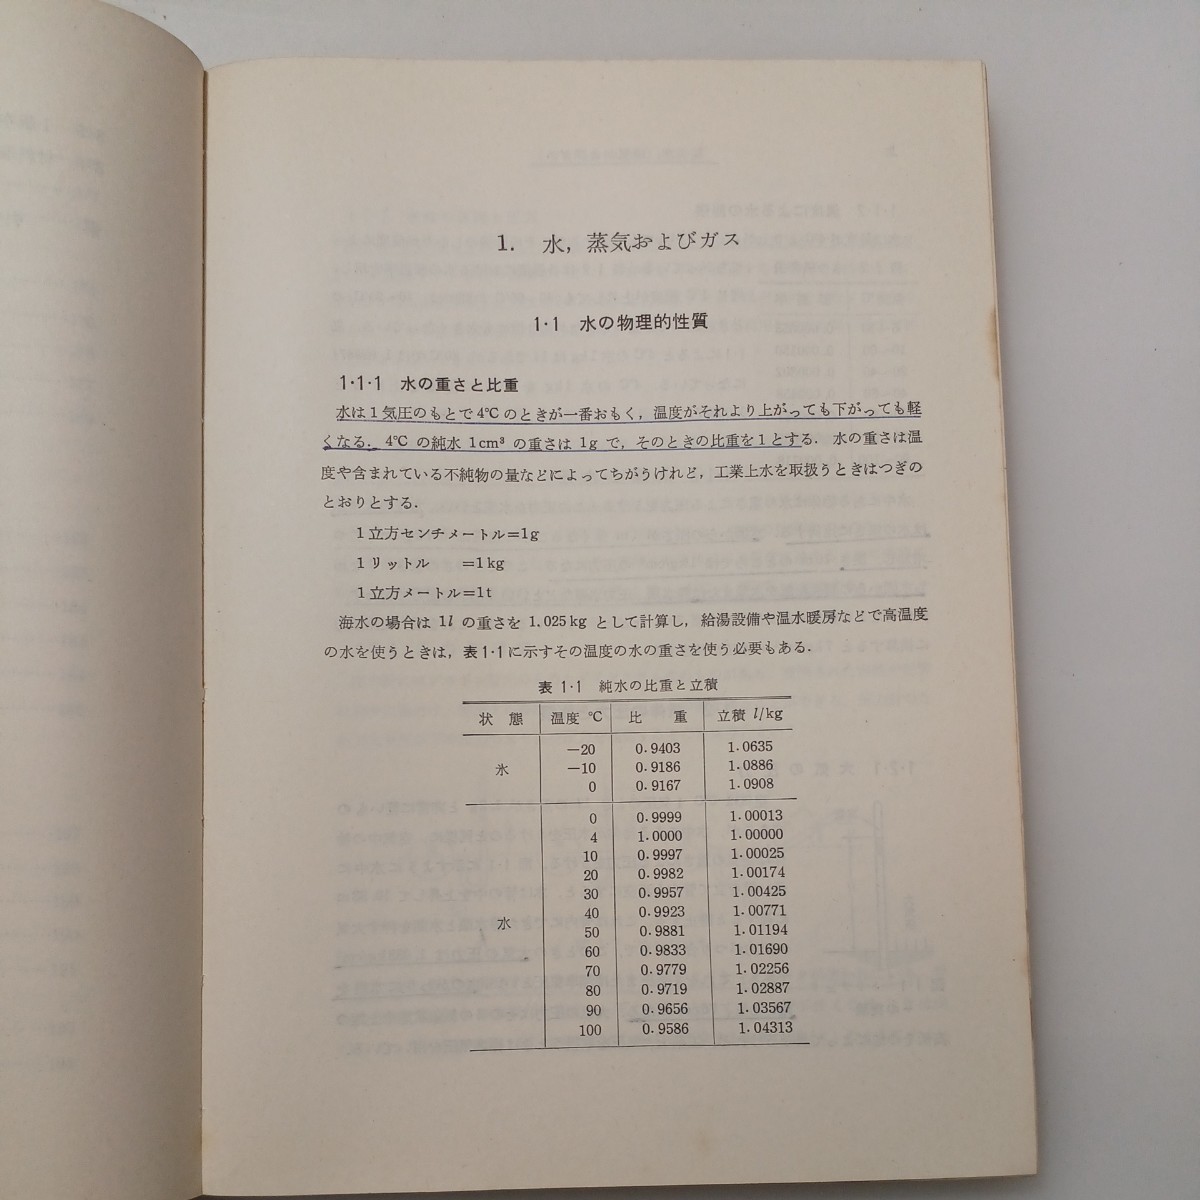 1. 水，蒸気およびガス
1·1 水の物理的性質
1·1·1 水の重さと比重
水は1気圧のもとで4℃のときが一番おもく，温度がそれより上がっても下がっても軽
くなる．4℃ の純水 1cm³ の重さは 1g で，そのときの比重を1とする．水の重さは温
度や含まれている不純物の量などによってちがうけれど，工業上水を取扱うときはつぎの
とおりとする．
1立方センチメートル=1g
1リットル =1kg
1立方メートル=1t
海水の場合は 1l の重さを 1.025kg として計算し，給湯設備や温水暖房などで高温度
の水を使うときは，表1·1に示すその温度の水の重さを使う必要もある．
表 1·1 純水の比重と立積
状 態 温度 ℃ 比 重 立積 l/kg
−20 0.9403 1.0635
氷 −10 0.9186 1.0886
0 0.9167 1.0908
0 0.9999 1.00013
4 1.0000 1.00000
10 0.9997 1.00025
20 0.9982 1.00174
30 0.9957 1.00425
40 0.9923 1.00771
水 50 0.9881 1.01194
60 0.9833 1.01690
70 0.9779 1.02256
80 0.9719 1.02887
90 0.9656 1.03567
100 0.9586 1.04313